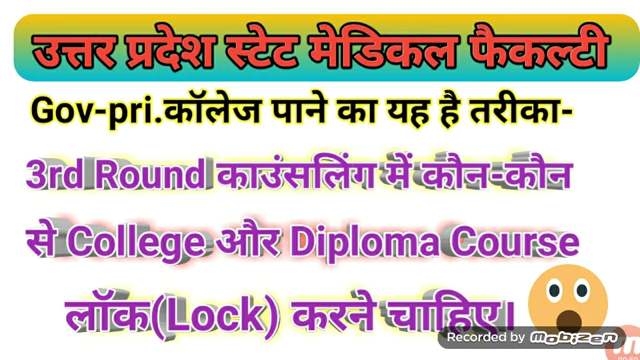 उत्तर प्रदेश स्टेट मेडिकल फैकल्टी
Gov-pri.कॉलेज पाने का यह है तरीका-
3rd Round काउंसलिंग में कौन-कौन
से College और Diploma Course
लॉक(Lock) करने चाहिए।
Recorded by mobizen